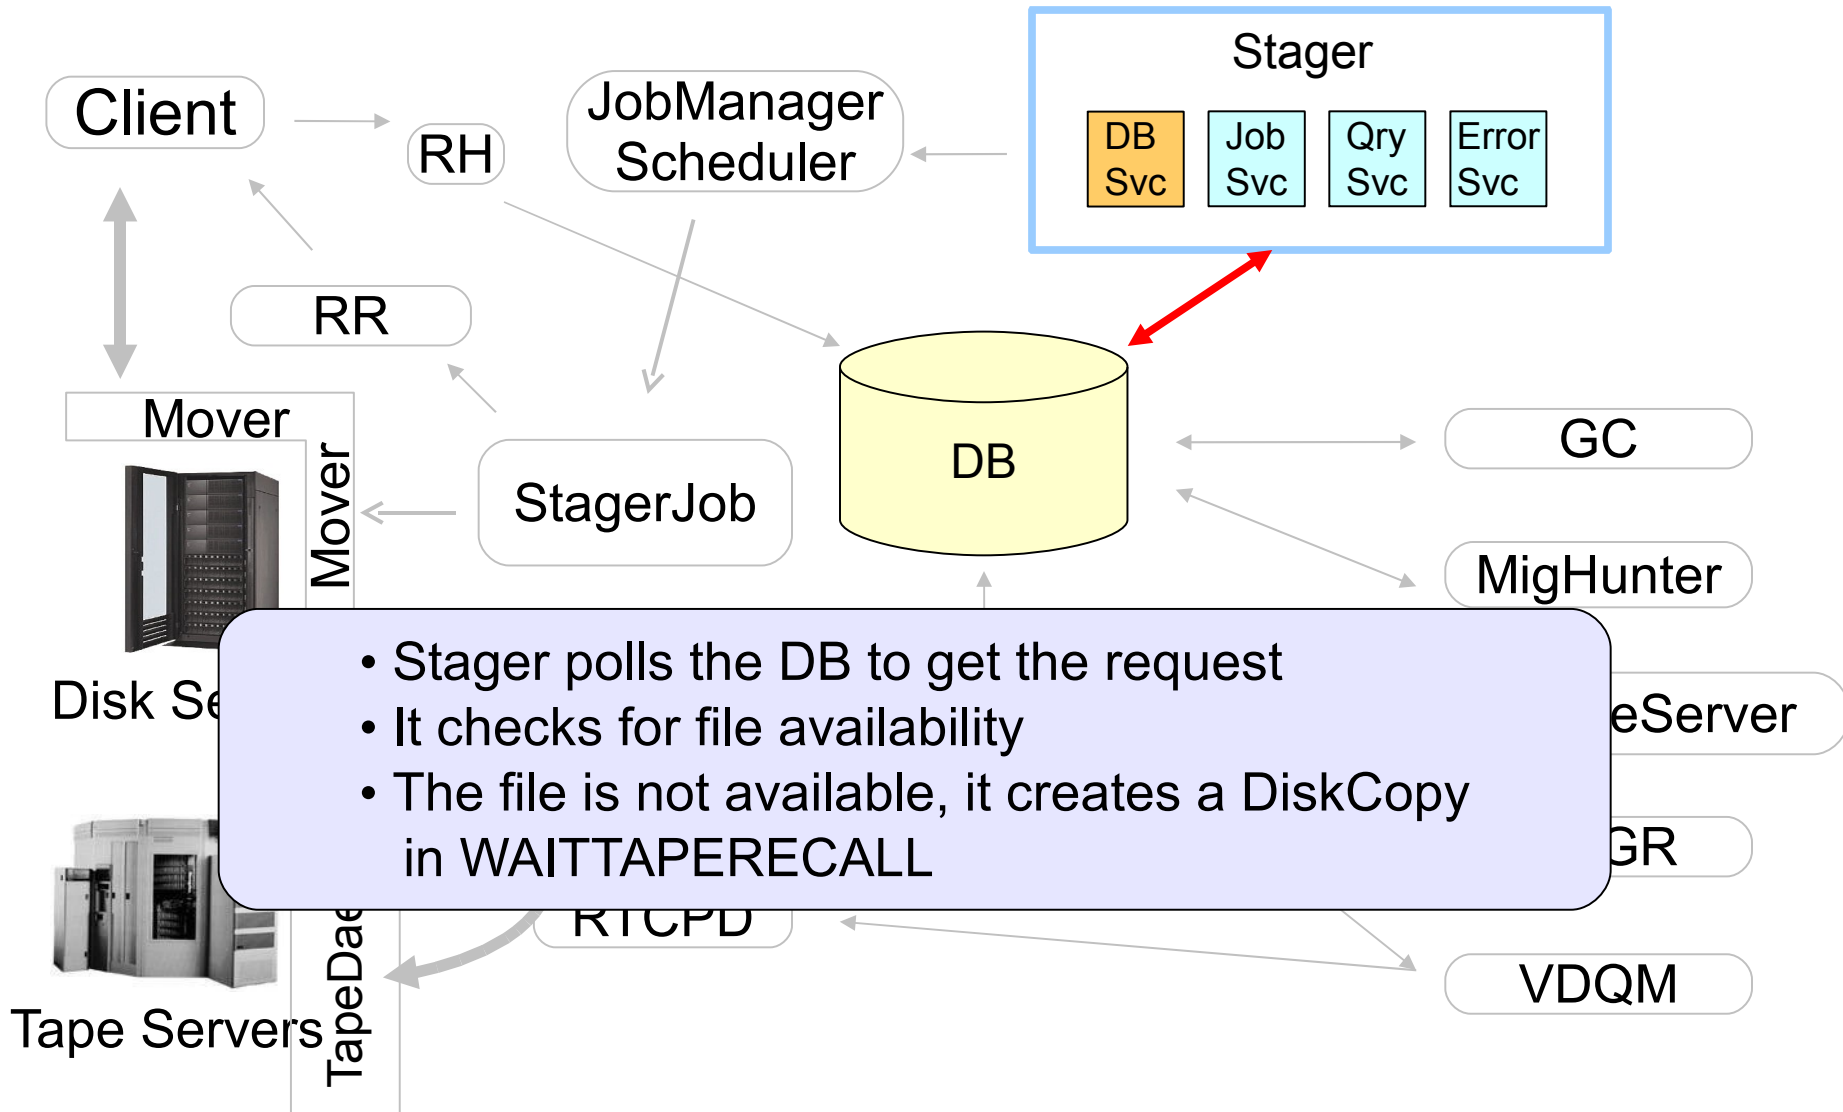 Stager
Client
JobManager
Scheduler
RH
DB
Svc
Job
Svc
Qry
Svc
Error
Svc
RR
Mover
Mover
StagerJob
DB
GC
MigHunter
• Stager polls the DB to get the request
• It checks for file availability
• The file is not available, it creates a DiskCopy
in WAITTAPERECALL
Disk
eServer
GR
RTCPD
VDQM
Tape Servers